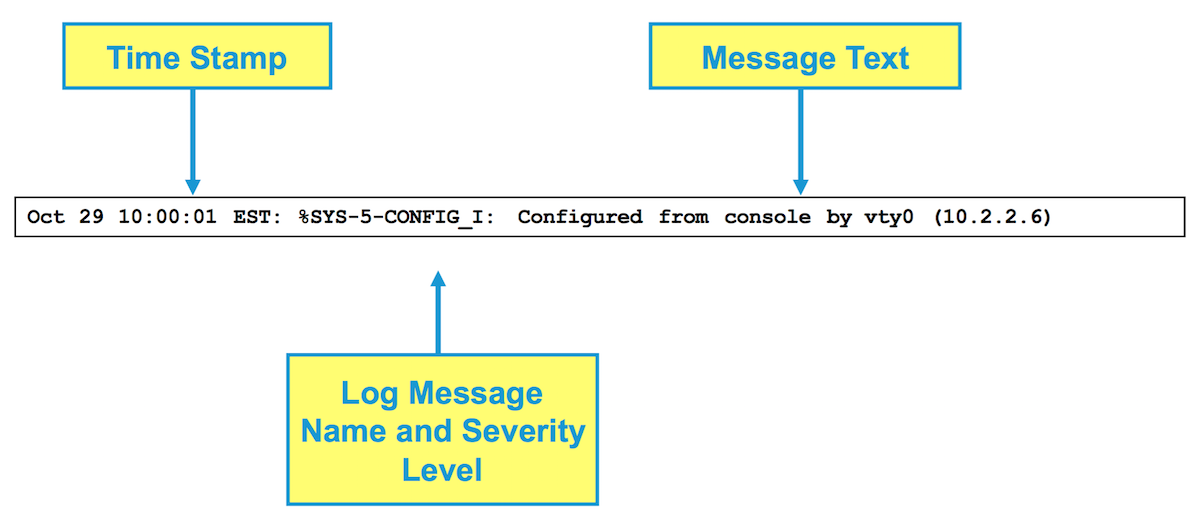 Time Stamp
Message Text
Oct 29 10:00:01 EST: %SYS-5-CONFIG_I: Configured from console by vty0 (10.2.2.6)
Log Message
Name and Severity
Level